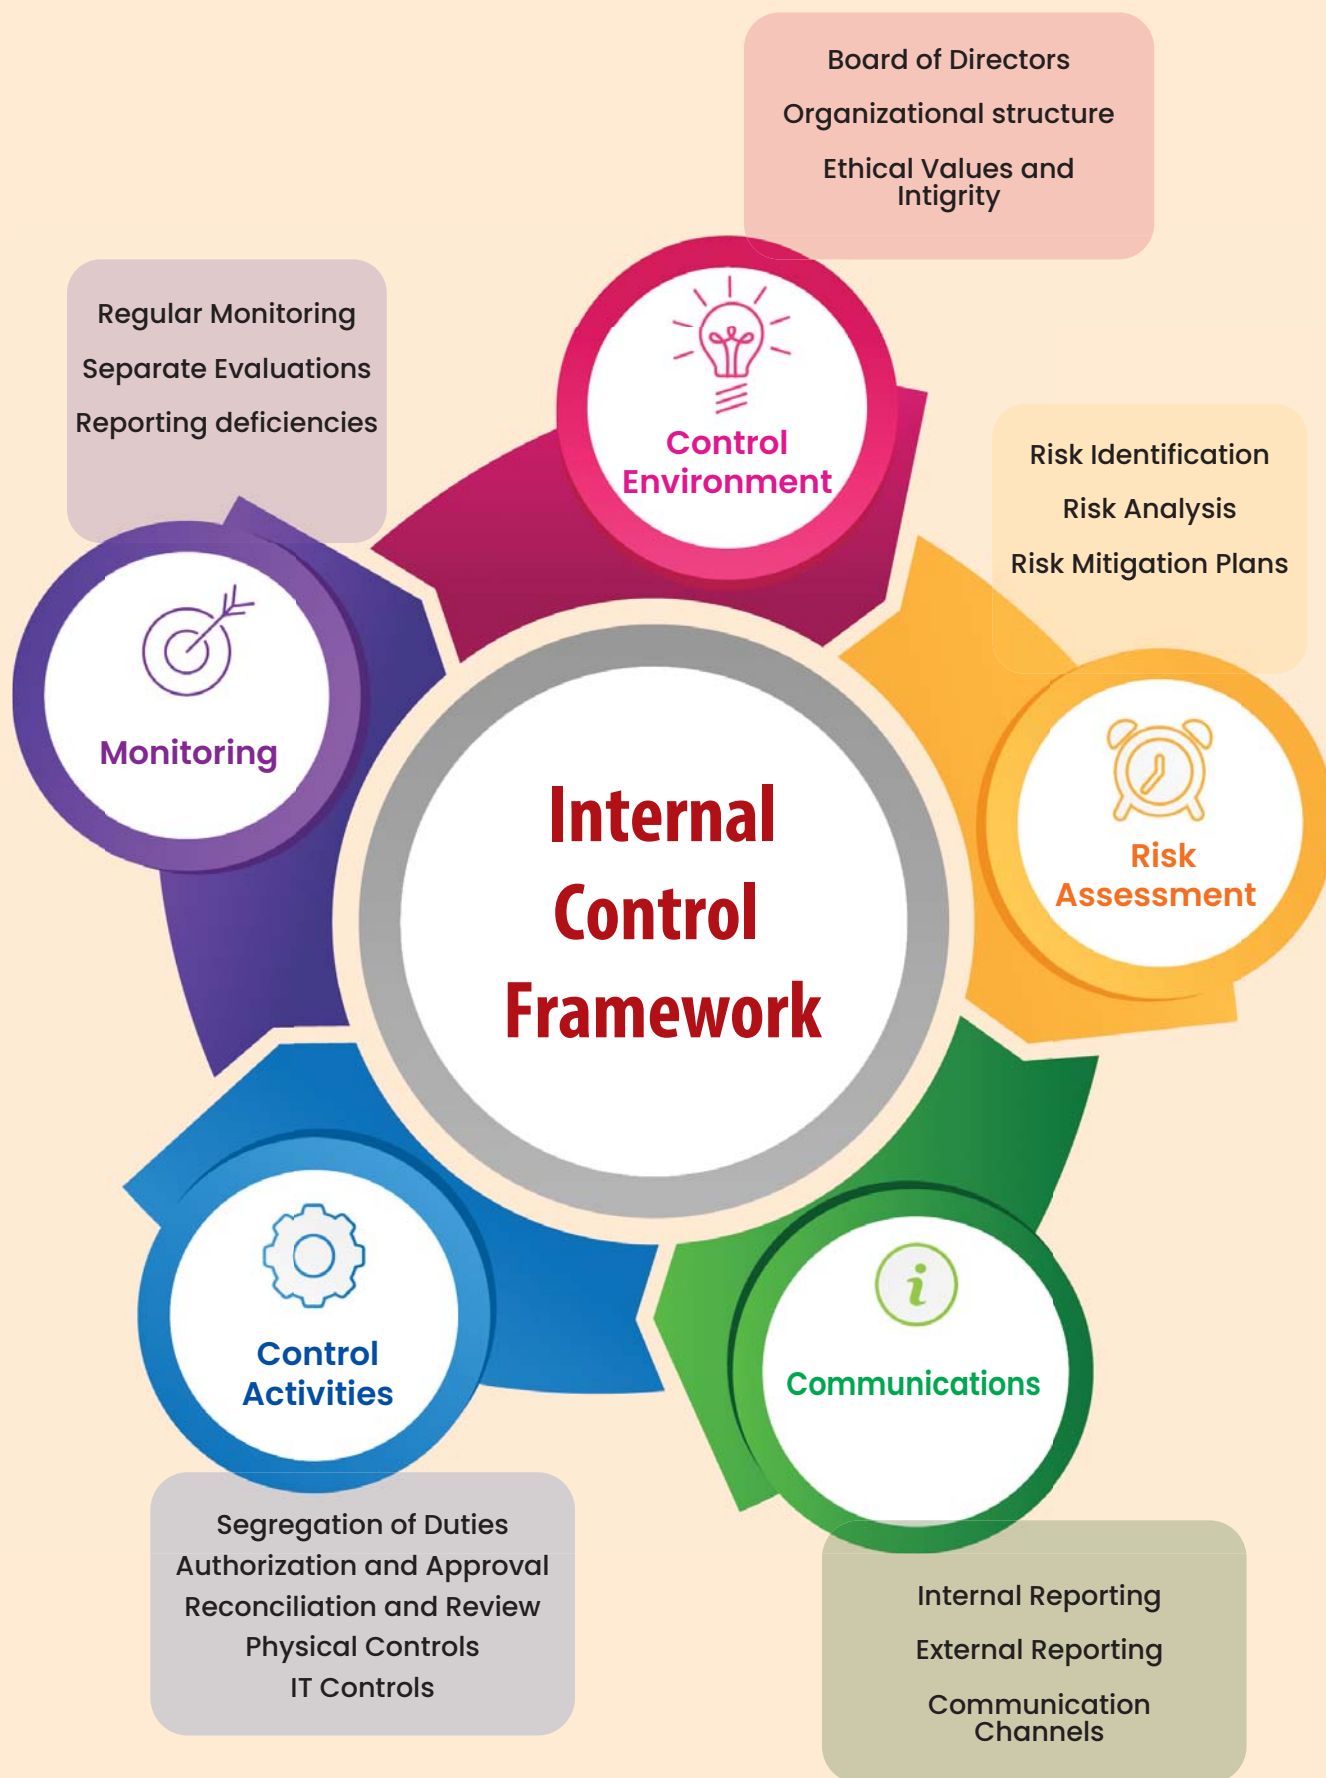 Board of Directors
Organizational structure
Ethical Values and
Intigrity
Control
Environment
Regular Monitoring
Separate Evaluations
Reporting deficiencies
Monitoring
Risk Identification
Risk Analysis
Risk Mitigation Plans
Risk
Assessment
Internal
Control
Framework
Control
Activities
Segregation of Duties
Authorization and Approval
Reconciliation and Review
Physical Controls
IT Controls
i
Communications
Internal Reporting
External Reporting
Communication
Channels